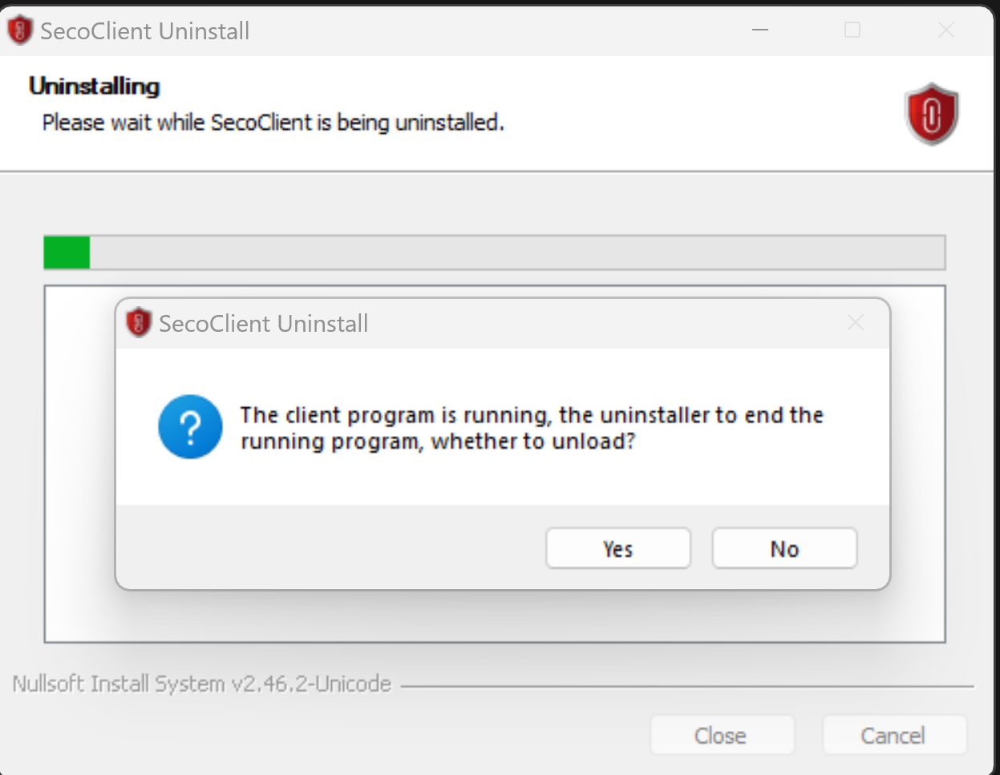 SecoClient Uninstall
Uninstalling
Please wait while SecoClient is being uninstalled.
SecoClient Uninstall
The client program is running, the uninstaller to end the
running program, whether to unload?
Yes
No
Nullsoft Install System v2.46.2-Unicode
Close
Cancel